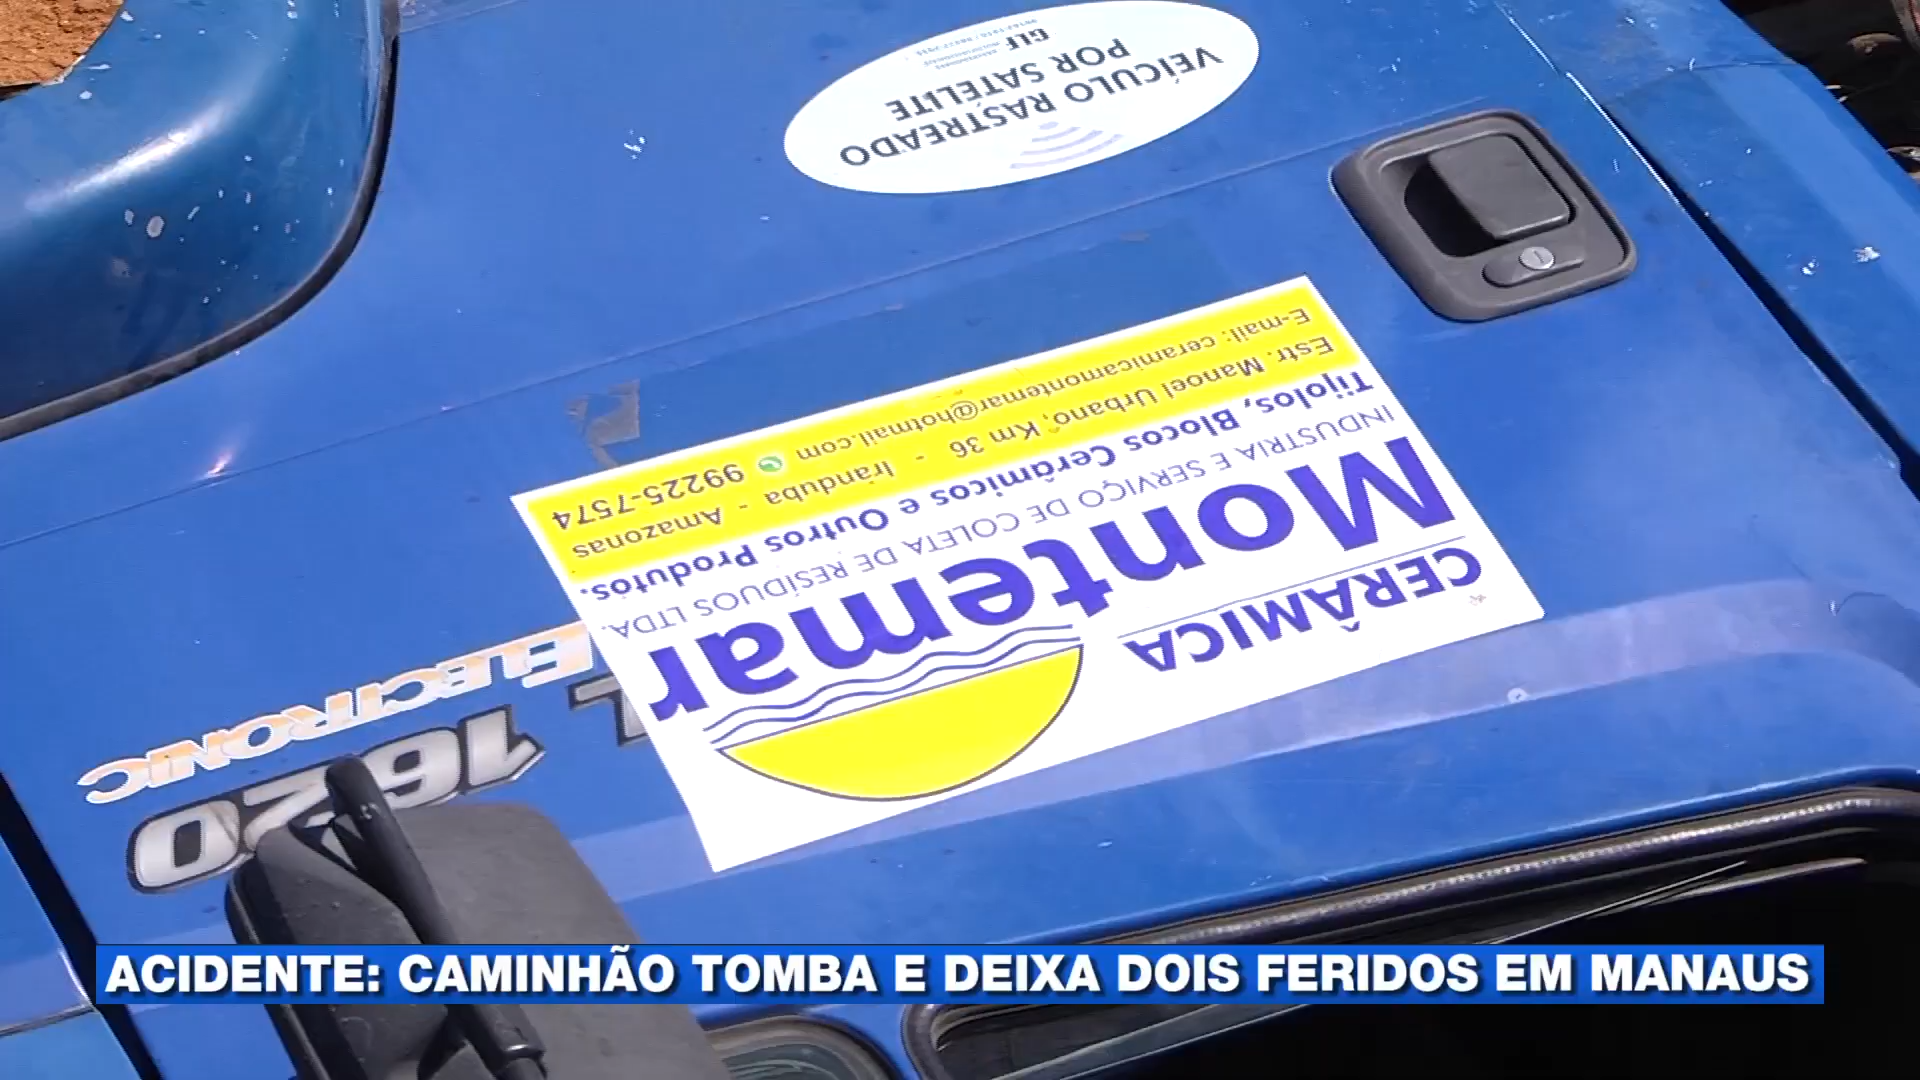 VEÍCULO RASTREADO
POR SATÉLITE
GLF
CERÂMICA
Montemar
INDUSTRIA E SERVIÇO DE COLETA DE RESÍDUOS LTDA.
Tijolos, Blocos Cerâmicos e Outros Produtos.
Estr. Manoel Urbano, Km 36 - Iranduba - Amazonas
E-mail: ceramicamontemar@hotmail.com 99225-7574
L 1620
ELECTRONIC
ACIDENTE: CAMINHÃO TOMBA E DEIXA DOIS FERIDOS EM MANAUS